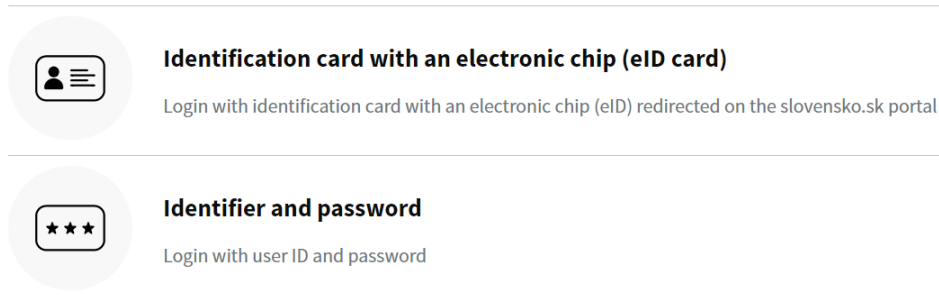 Identification card with an electronic chip (eID card)
Login with identification card with an electronic chip (eID) redirected on the slovensko.sk portal
Identifier and password
Login with user ID and password